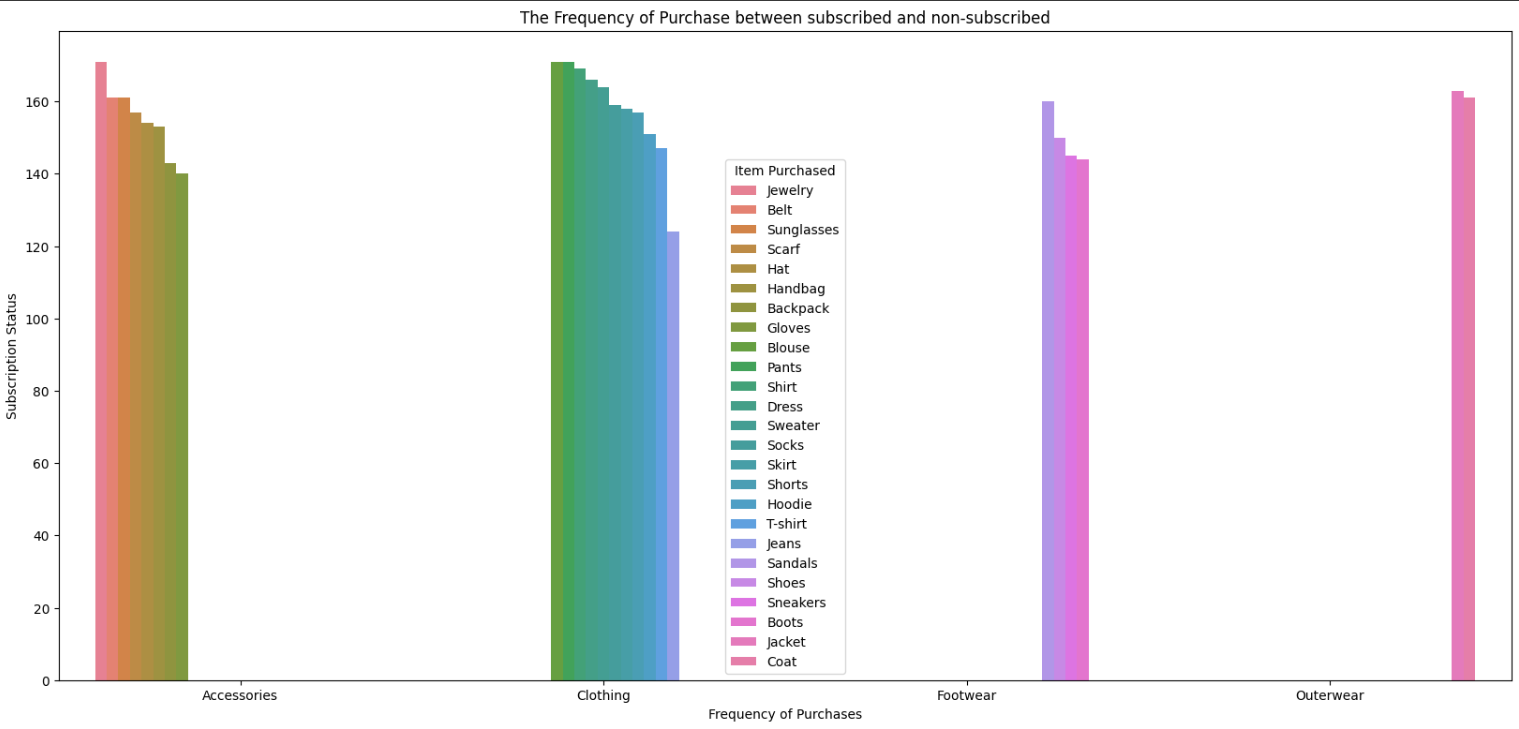 The Frequency of Purchase between subscribed and non-subscribed
Subscription Status
160
140
120
100
80
60
40
20
0
Item Purchased
Jewelry
Belt
Sunglasses
Scarf
Hat
Handbag
Backpack
Gloves
Blouse
Pants
Shirt
Dress
Sweater
Socks
Skirt
Shorts
Hoodie
T-shirt
Jeans
Sandals
Shoes
Sneakers
Boots
Jacket
Coat
Accessories Clothing Footwear Outerwear
Frequency of Purchases